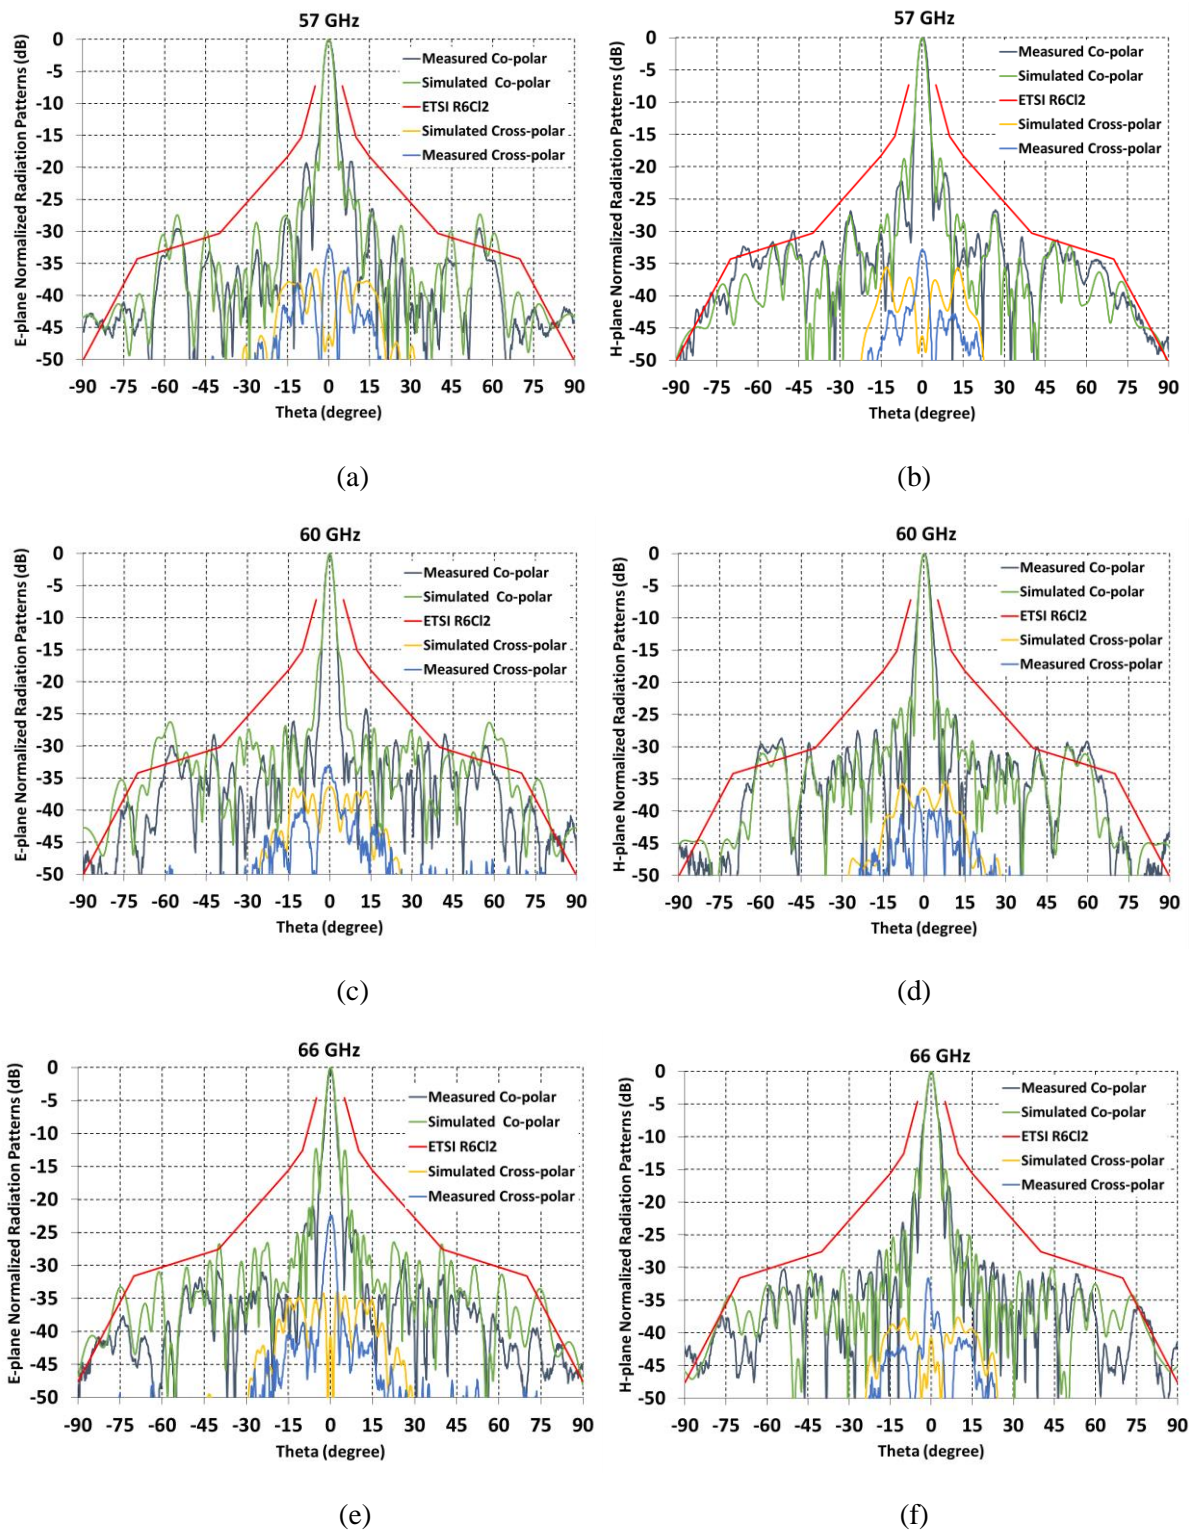 57 GHz
E-plane Normalized Radiation Patterns (dB)
0
-5
-10
-15
-20
-25
-30
-35
-40
-45
-50
Measured Co-polar
Simulated Co-polar
ETSI R6Cl2
Simulated Cross-polar
Measured Cross-polar
-90 -75 -60 -45 -30 -15 0 15 30 45 60 75 90
Theta (degree)
(a)
57 GHz
H-plane Normalized Radiation Patterns (dB)
0
-5
-10
-15
-20
-25
-30
-35
-40
-45
-50
Measured Co-polar
Simulated Co-polar
ETSI R6Cl2
Simulated Cross-polar
Measured Cross-polar
-90 -75 -60 -45 -30 -15 0 15 30 45 60 75 90
Theta (degree)
(b)
60 GHz
E-plane Normalized Radiation Patterns (dB)
0
-5
-10
-15
-20
-25
-30
-35
-40
-45
-50
Measured Co-polar
Simulated Co-polar
ETSI R6Cl2
Simulated Cross-polar
Measured Cross-polar
-90 -75 -60 -45 -30 -15 0 15 30 45 60 75 90
Theta (degree)
(c)
60 GHz
H-plane Normalized Radiation Patterns (dB)
0
-5
-10
-15
-20
-25
-30
-35
-40
-45
-50
Measured Co-polar
Simulated Co-polar
ETSI R6Cl2
Simulated Cross-polar
Measured Cross-polar
-90 -75 -60 -45 -30 -15 0 15 30 45 60 75 90
Theta (degree)
(d)
66 GHz
E-plane Normalized Radiation Patterns (dB)
0
-5
-10
-15
-20
-25
-30
-35
-40
-45
-50
Measured Co-polar
Simulated Co-polar
ETSI R6Cl2
Simulated Cross-polar
Measured Cross-polar
-90 -75 -60 -45 -30 -15 0 15 30 45 60 75 90
Theta (degree)
(e)
66 GHz
H-plane Normalized Radiation Patterns (dB)
0
-5
-10
-15
-20
-25
-30
-35
-40
-45
-50
Measured Co-polar
Simulated Co-polar
ETSI R6Cl2
Simulated Cross-polar
Measured Cross-polar
-90 -75 -60 -45 -30 -15 0 15 30 45 60 75 90
Theta (degree)
(f)